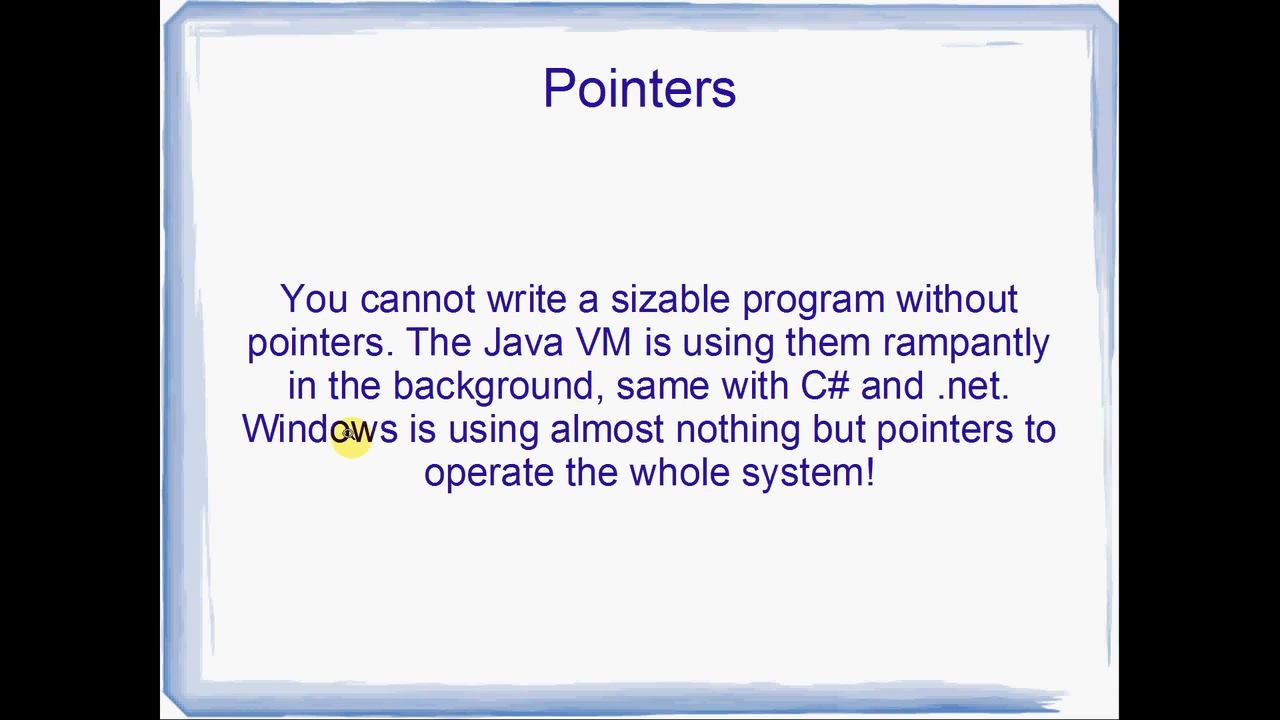 Pointers
You cannot write a sizable program without
pointers. The Java VM is using them rampantly
in the background, same with C# and .net.
Windows is using almost nothing but pointers to
operate the whole system!